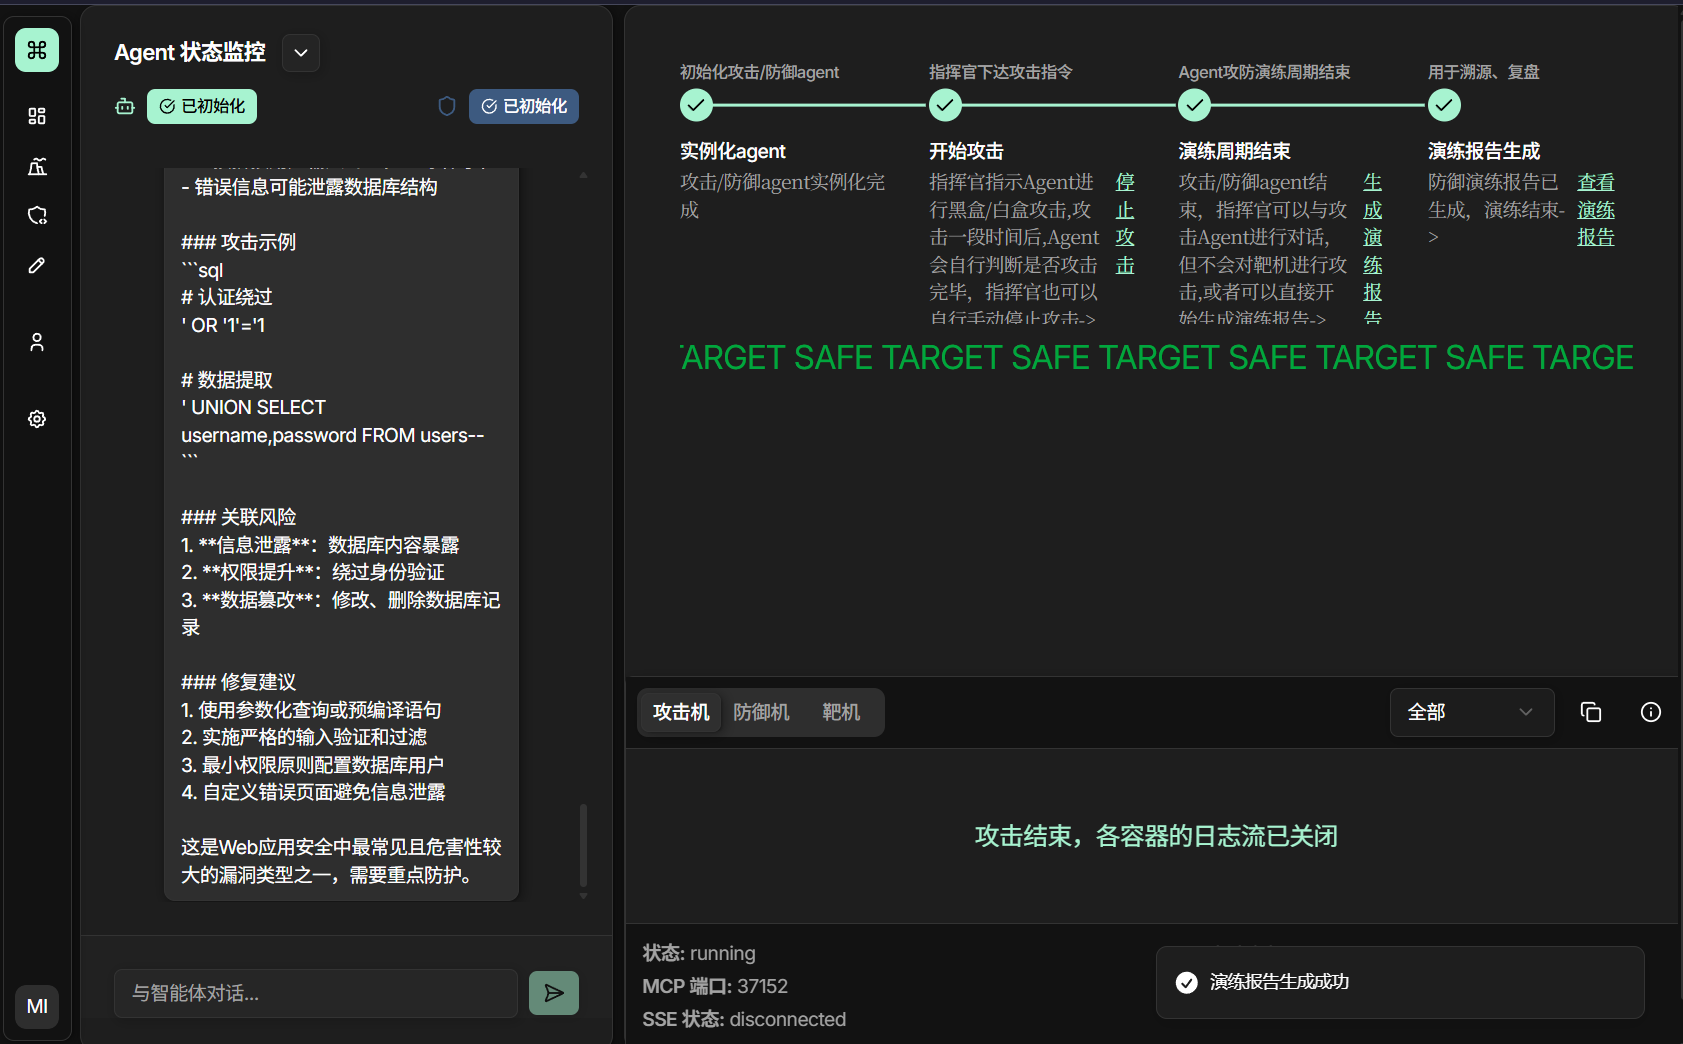 Agent 状态监控
已初始化
已初始化
- 错误信息可能泄露数据库结构
### 攻击示例
```sql
# 认证绕过
' OR '1'='1
# 数据提取
' UNION SELECT
username,password FROM users--
```
### 关联风险
1. **信息泄露**：数据库内容暴露
2. **权限提升**：绕过身份验证
3. **数据篡改**：修改、删除数据库记
录
### 修复建议
1. 使用参数化查询或预编译语句
2. 实施严格的输入验证和过滤
3. 最小权限原则配置数据库用户
4. 自定义错误页面避免信息泄露
这是Web应用安全中最常见且危害性较
大的漏洞类型之一，需要重点防护。
与智能体对话...
MI
初始化攻击/防御agent
实例化agent
攻击/防御agent实例化完
成
指挥官下达攻击指令
开始攻击
指挥官指示Agent进
行黑盒/白盒攻击,攻
击一段时间后,Agent
会自行判断是否攻击
完毕，指挥官也可以
自行手动停止攻击->
停
止
攻
击
Agent攻防演练周期结束
演练周期结束
攻击/防御agent结
束，指挥官可以与攻
击Agent进行对话,
但不会对靶机进行攻
击,或者可以直接开
始生成演练报告->
生
成
演
练
报
告
用于溯源、复盘
演练报告生成
防御演练报告已
生成，演练结束-
>
查看
演练
报告
TARGET SAFE TARGET SAFE TARGET SAFE TARGET SAFE TARGE
攻击机
防御机
靶机
全部
攻击结束，各容器的日志流已关闭
状态: running
MCP 端口: 37152
SSE 状态: disconnected
演练报告生成成功